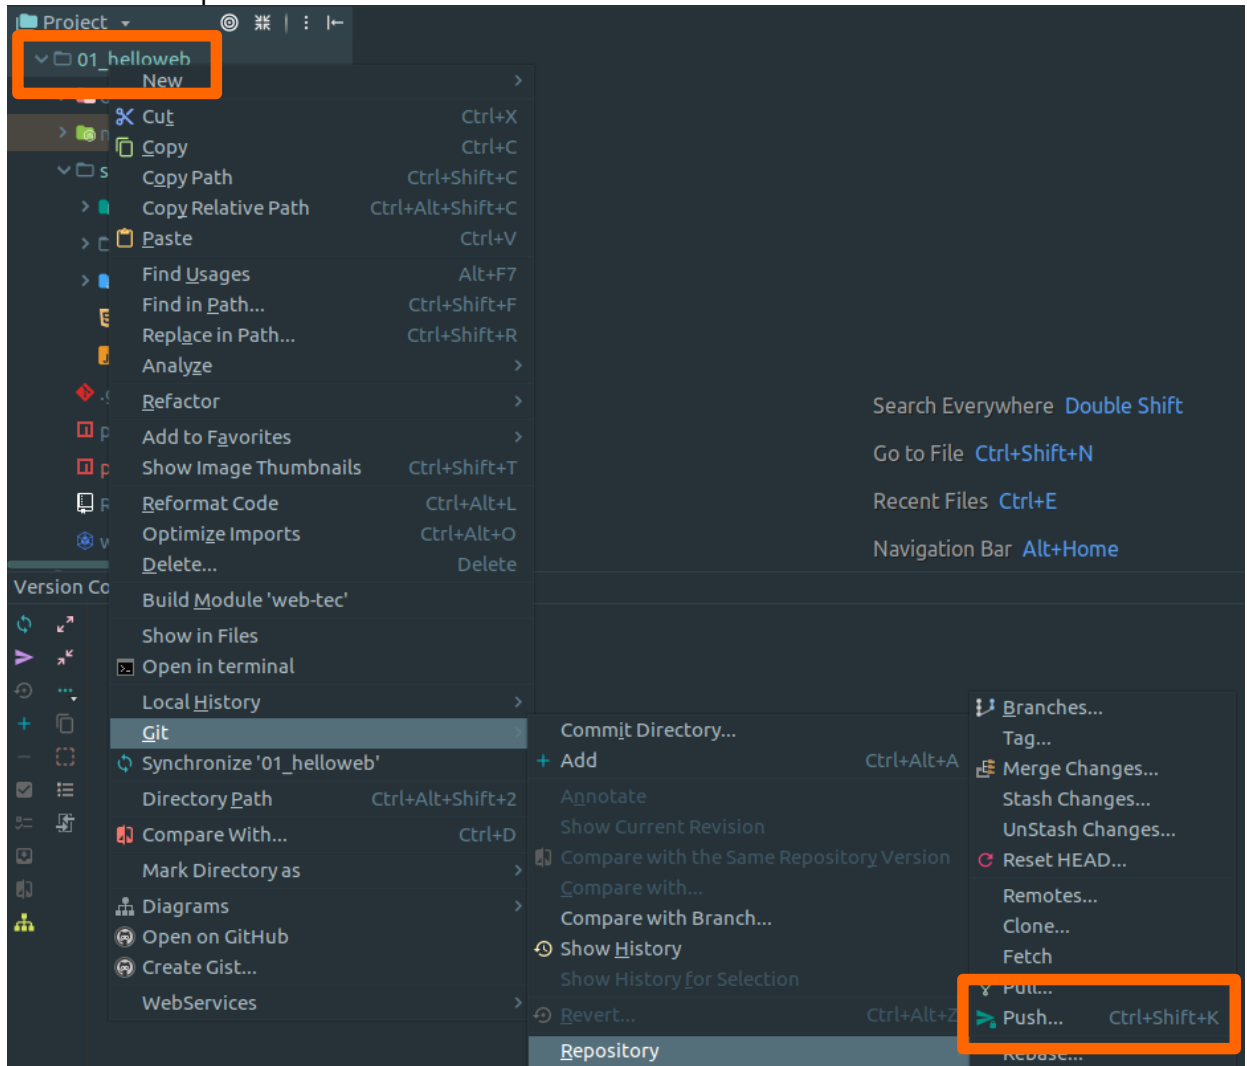 Project
01_helloweb
New
Cut Ctrl+X
Copy Ctrl+C
Copy Path Ctrl+Shift+C
s
Copy Relative Path Ctrl+Alt+Shift+C
Paste Ctrl+V
Find Usages Alt+F7
Find in Path... Ctrl+Shift+F
Replace in Path... Ctrl+Shift+R
Analyze
Refactor
Add to Favorites
Show Image Thumbnails Ctrl+Shift+T
Reformat Code Ctrl+Alt+L
Optimize Imports Ctrl+Alt+O
Delete... Delete
Build Module 'web-tec'
Show in Files
Open in terminal
Local History
Git
Synchronize '01_helloweb'
Directory Path Ctrl+Alt+Shift+2
Compare With... Ctrl+D
Mark Directory as
Diagrams
Open on GitHub
Create Gist...
WebServices
Search Everywhere Double Shift
Go to File Ctrl+Shift+N
Recent Files Ctrl+E
Navigation Bar Alt+Home
Version Co
Commit Directory...
Add Ctrl+Alt+A
Annotate
Show Current Revision
Compare with the Same Repository Version
Compare with...
Compare with Branch...
Show History
Show History for Selection
Revert... Ctrl+Alt+Z
Repository
Branches...
Tag...
Merge Changes...
Stash Changes...
UnStash Changes...
Reset HEAD...
Remotes...
Clone...
Fetch
Pull...
Push... Ctrl+Shift+K
Rebase...